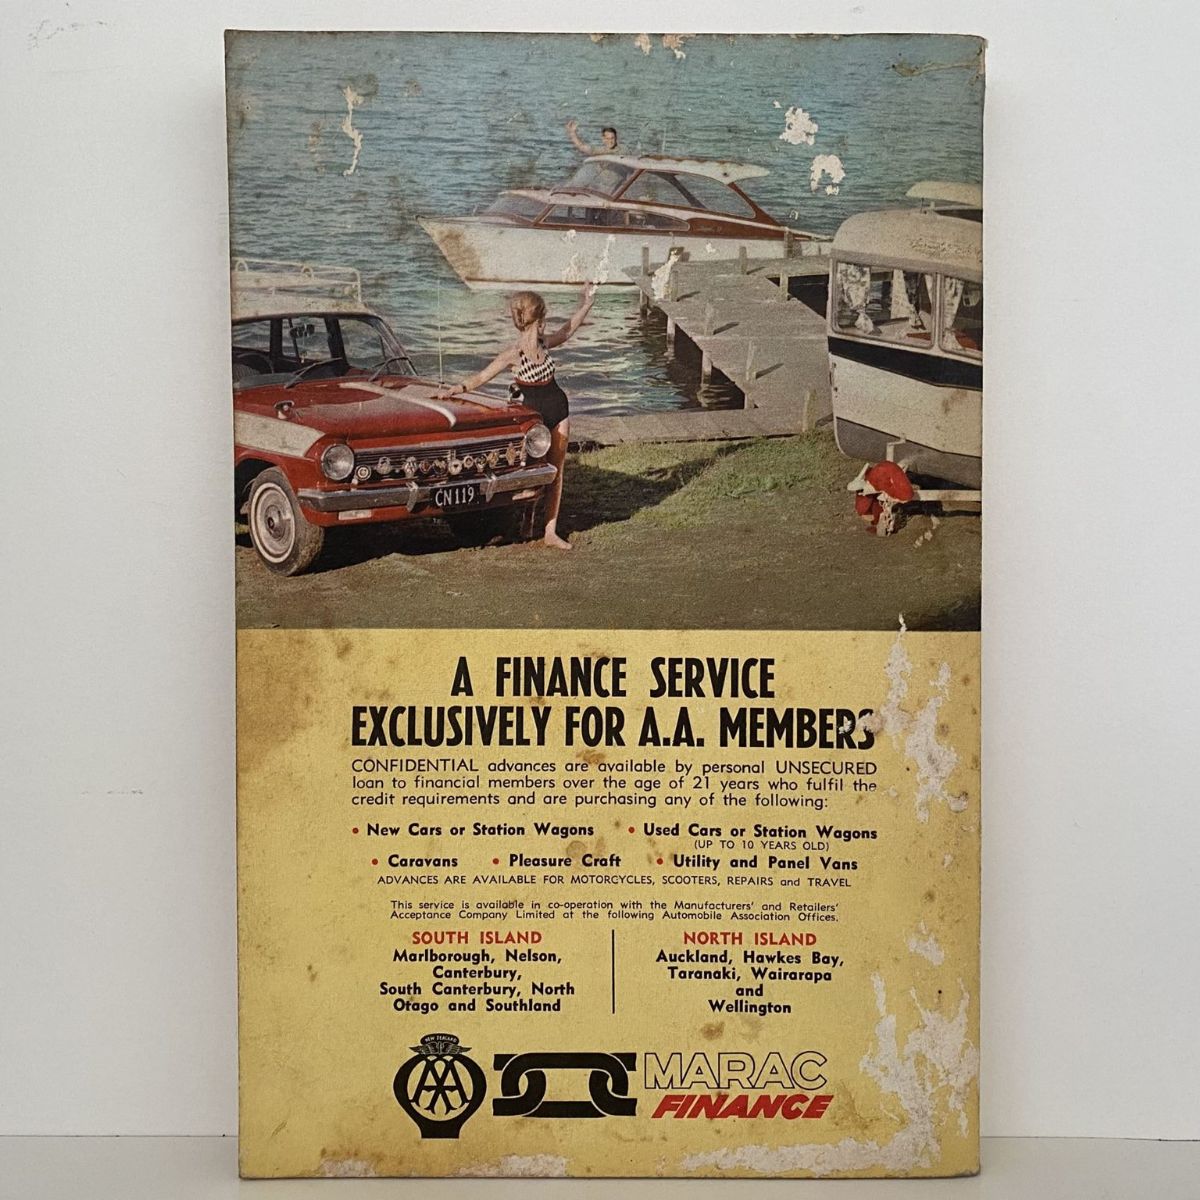 CN119
A FINANCE SERVICE
EXCLUSIVELY FOR A.A. MEMBERS
CONFIDENTIAL advances are available by personal UNSECURED
loan to financial members over the age of 21 years who fulfil the
credit requirements and are purchasing any of the following:
• New Cars or Station Wagons • Used Cars or Station Wagons
(UP TO 10 YEARS OLD)
• Caravans • Pleasure Craft • Utility and Panel Vans
ADVANCES ARE AVAILABLE FOR MOTORCYCLES, SCOOTERS, REPAIRS and TRAVEL
This service is available in co-operation with the Manufacturers' and Retailers'
Acceptance Company Limited at the following Automobile Association Offices.
SOUTH ISLAND
Marlborough, Nelson,
Canterbury,
South Canterbury, North
Otago and Southland
NORTH ISLAND
Auckland, Hawkes Bay,
Taranaki, Wairarapa
and
Wellington
NEW ZEALAND
AA
MARAC
FINANCE